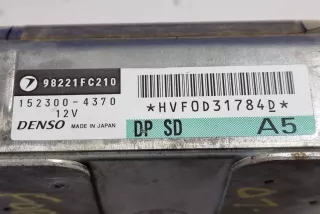 98221FC210
152300-4370
12V
DENSO MADE IN JAPAN
*HVF0D31784D*
DP SD
A5